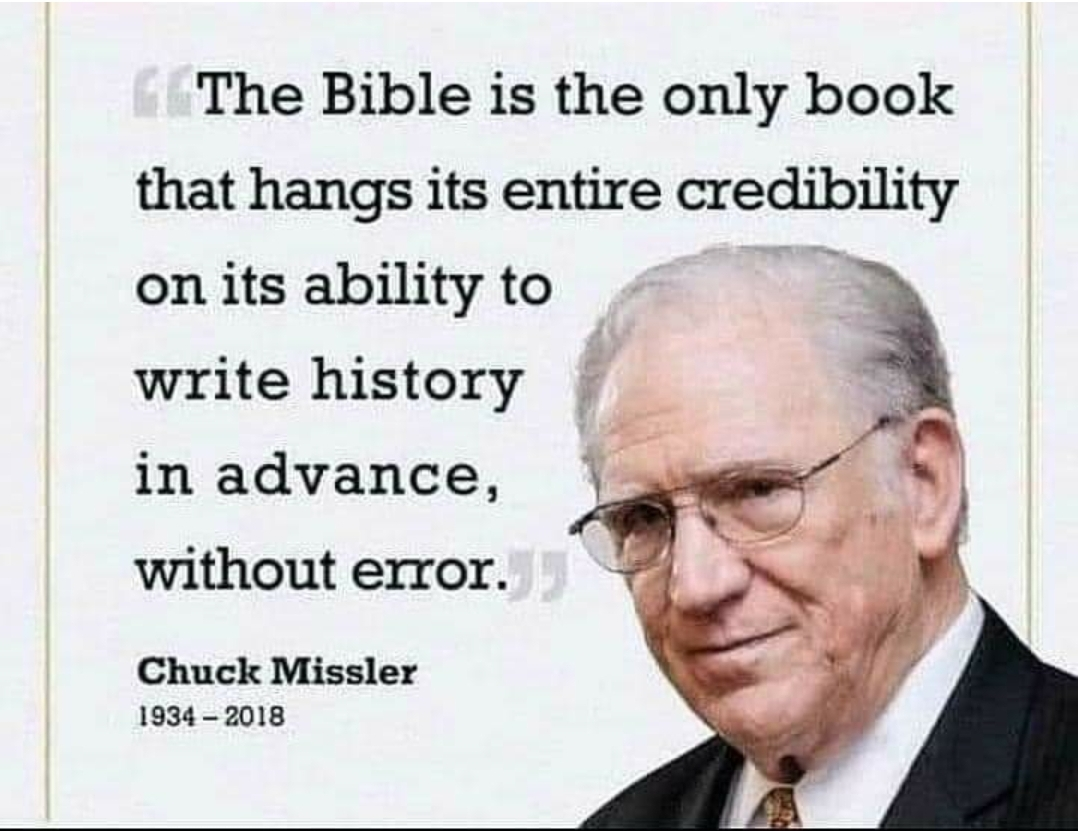 “The Bible is the only book
that hangs its entire credibility
on its ability to
write history
in advance,
without error.”
Chuck Missler
1934 – 2018